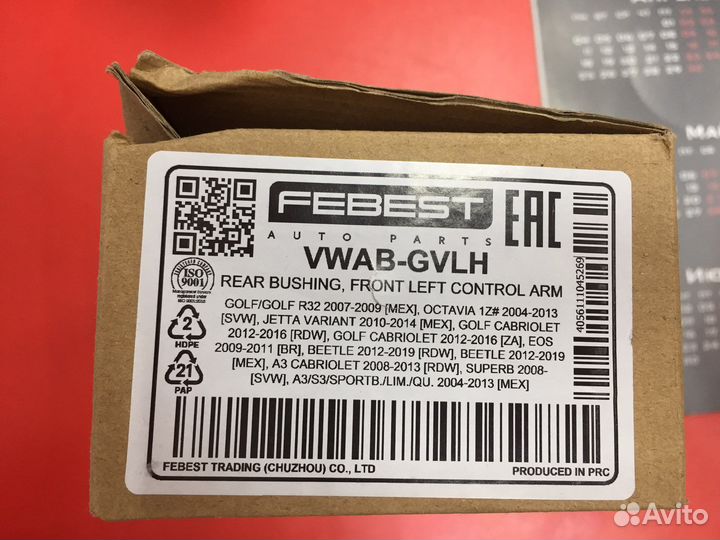 FEBEST
AUTO PARTS
EAC
VWAB-GVLH
REAR BUSHING, FRONT LEFT CONTROL ARM
GOLF/GOLF R32 2007-2009 [MEX], OCTAVIA 1Z# 2004-2013
[SVW], JETTA VARIANT 2010-2014 [MEX], GOLF CABRIOLET
2012-2016 [RDW], GOLF CABRIOLET 2012-2016 [ZA], EOS
2009-2011 [BR], BEETLE 2012-2019 [RDW], BEETLE 2012-2019
[MEX], A3 CABRIOLET 2008-2013 [RDW], SUPERB 2008-
[SVW], A3/S3/SPORTB./LIM./QU. 2004-2013 [MEX]
ISO
9001
2
HDPE
21
PAP
4056111045269
FEBEST TRADING (CHUZHOU) CO., LTD
PRODUCED IN PRC
Avito